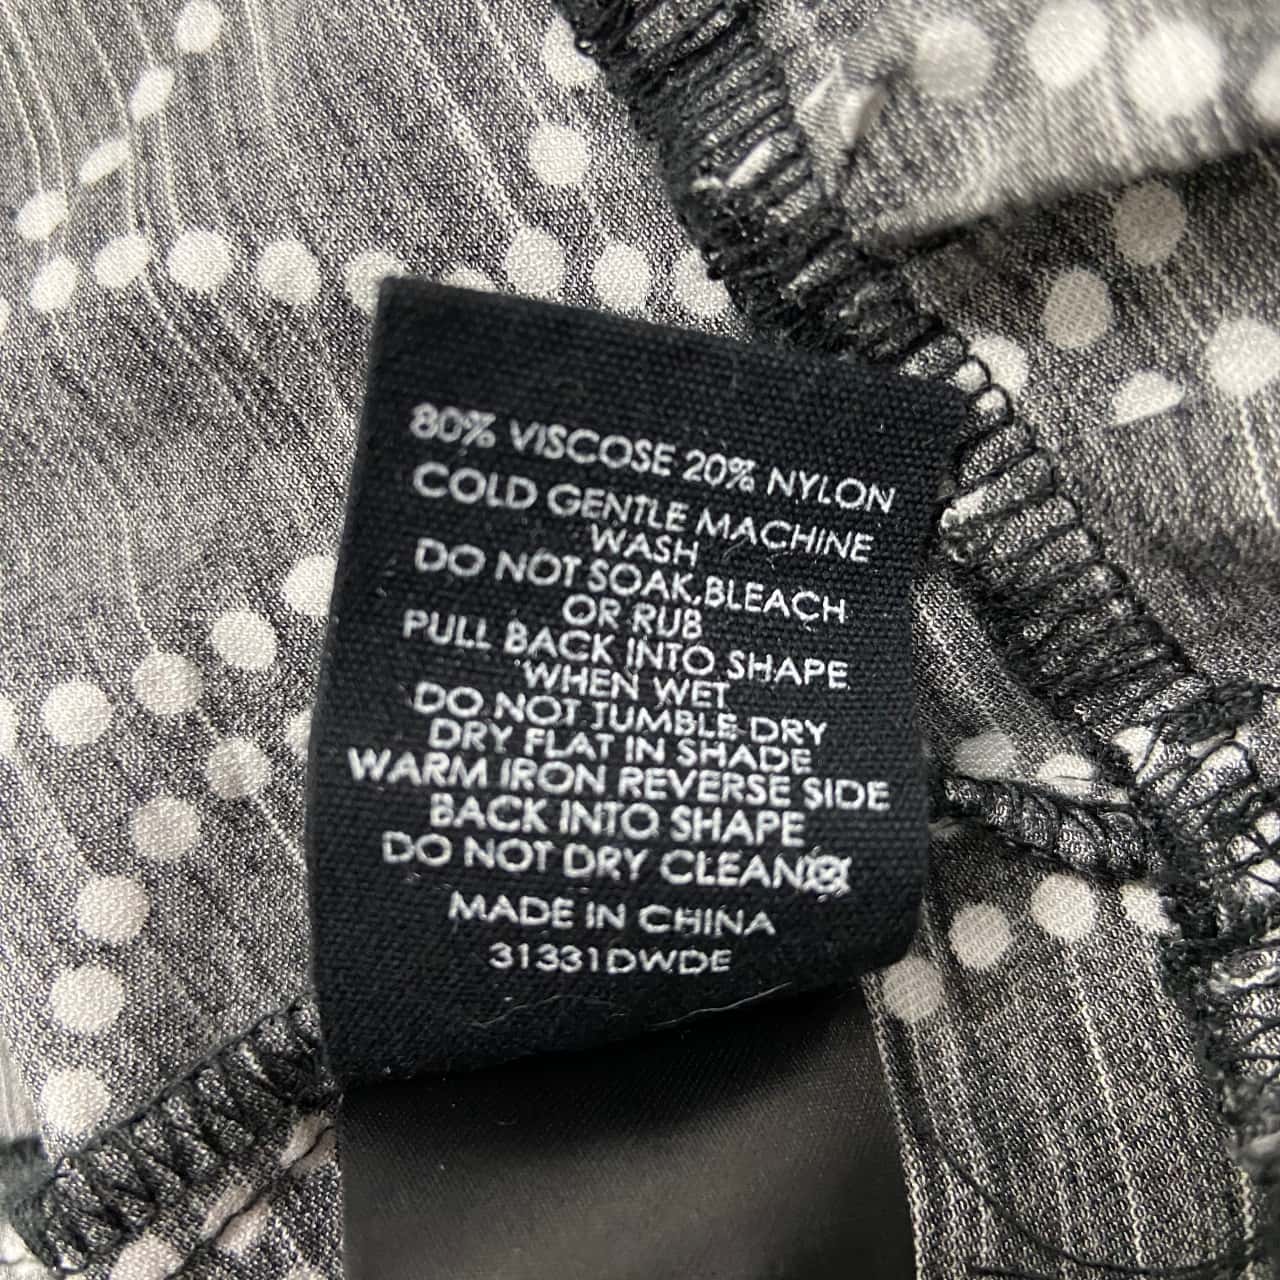 80% VISCOSE 20% NYLON
COLD GENTLE MACHINE
WASH
DO NOT SOAK,BLEACH
OR RUB
PULL BACK INTO SHAPE
WHEN WET
DO NOT TUMBLE DRY
DRY FLAT IN SHADE
WARM IRON REVERSE SIDE
BACK INTO SHAPE
DO NOT DRY CLEAN
MADE IN CHINA
31331DWDE